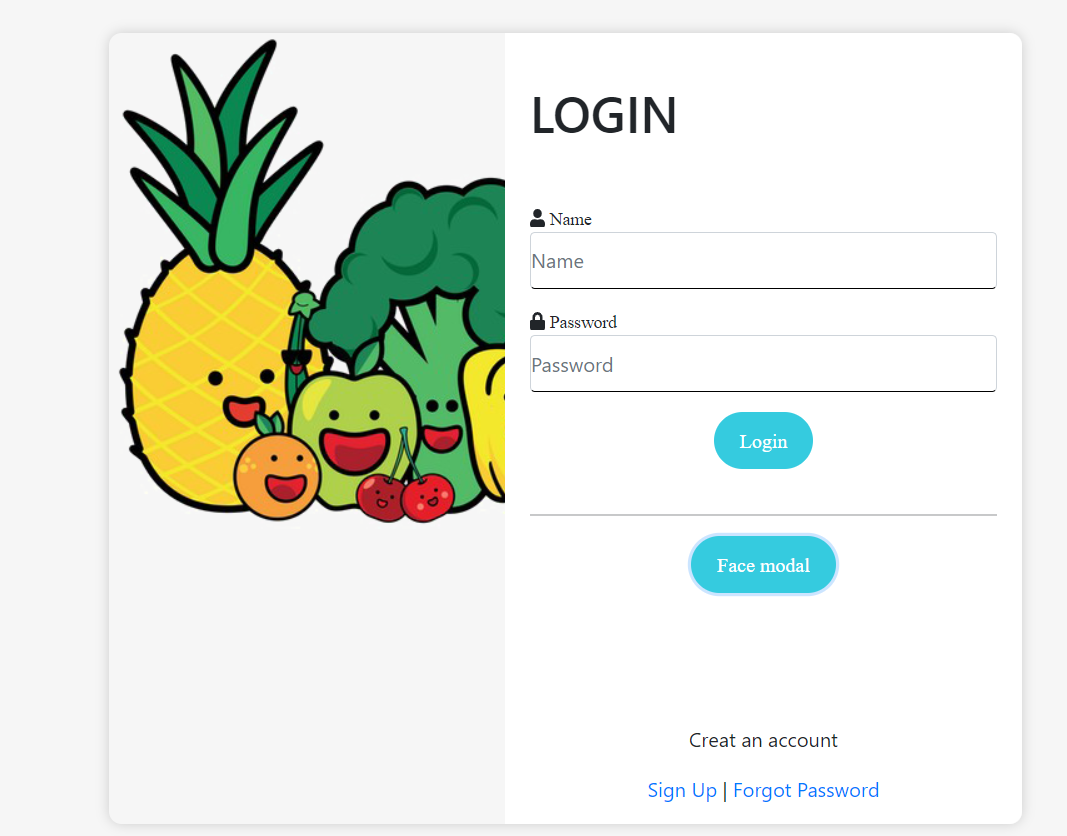 LOGIN
Name
Name
Password
Password
Login
Face modal
Creat an account
Sign Up | Forgot Password